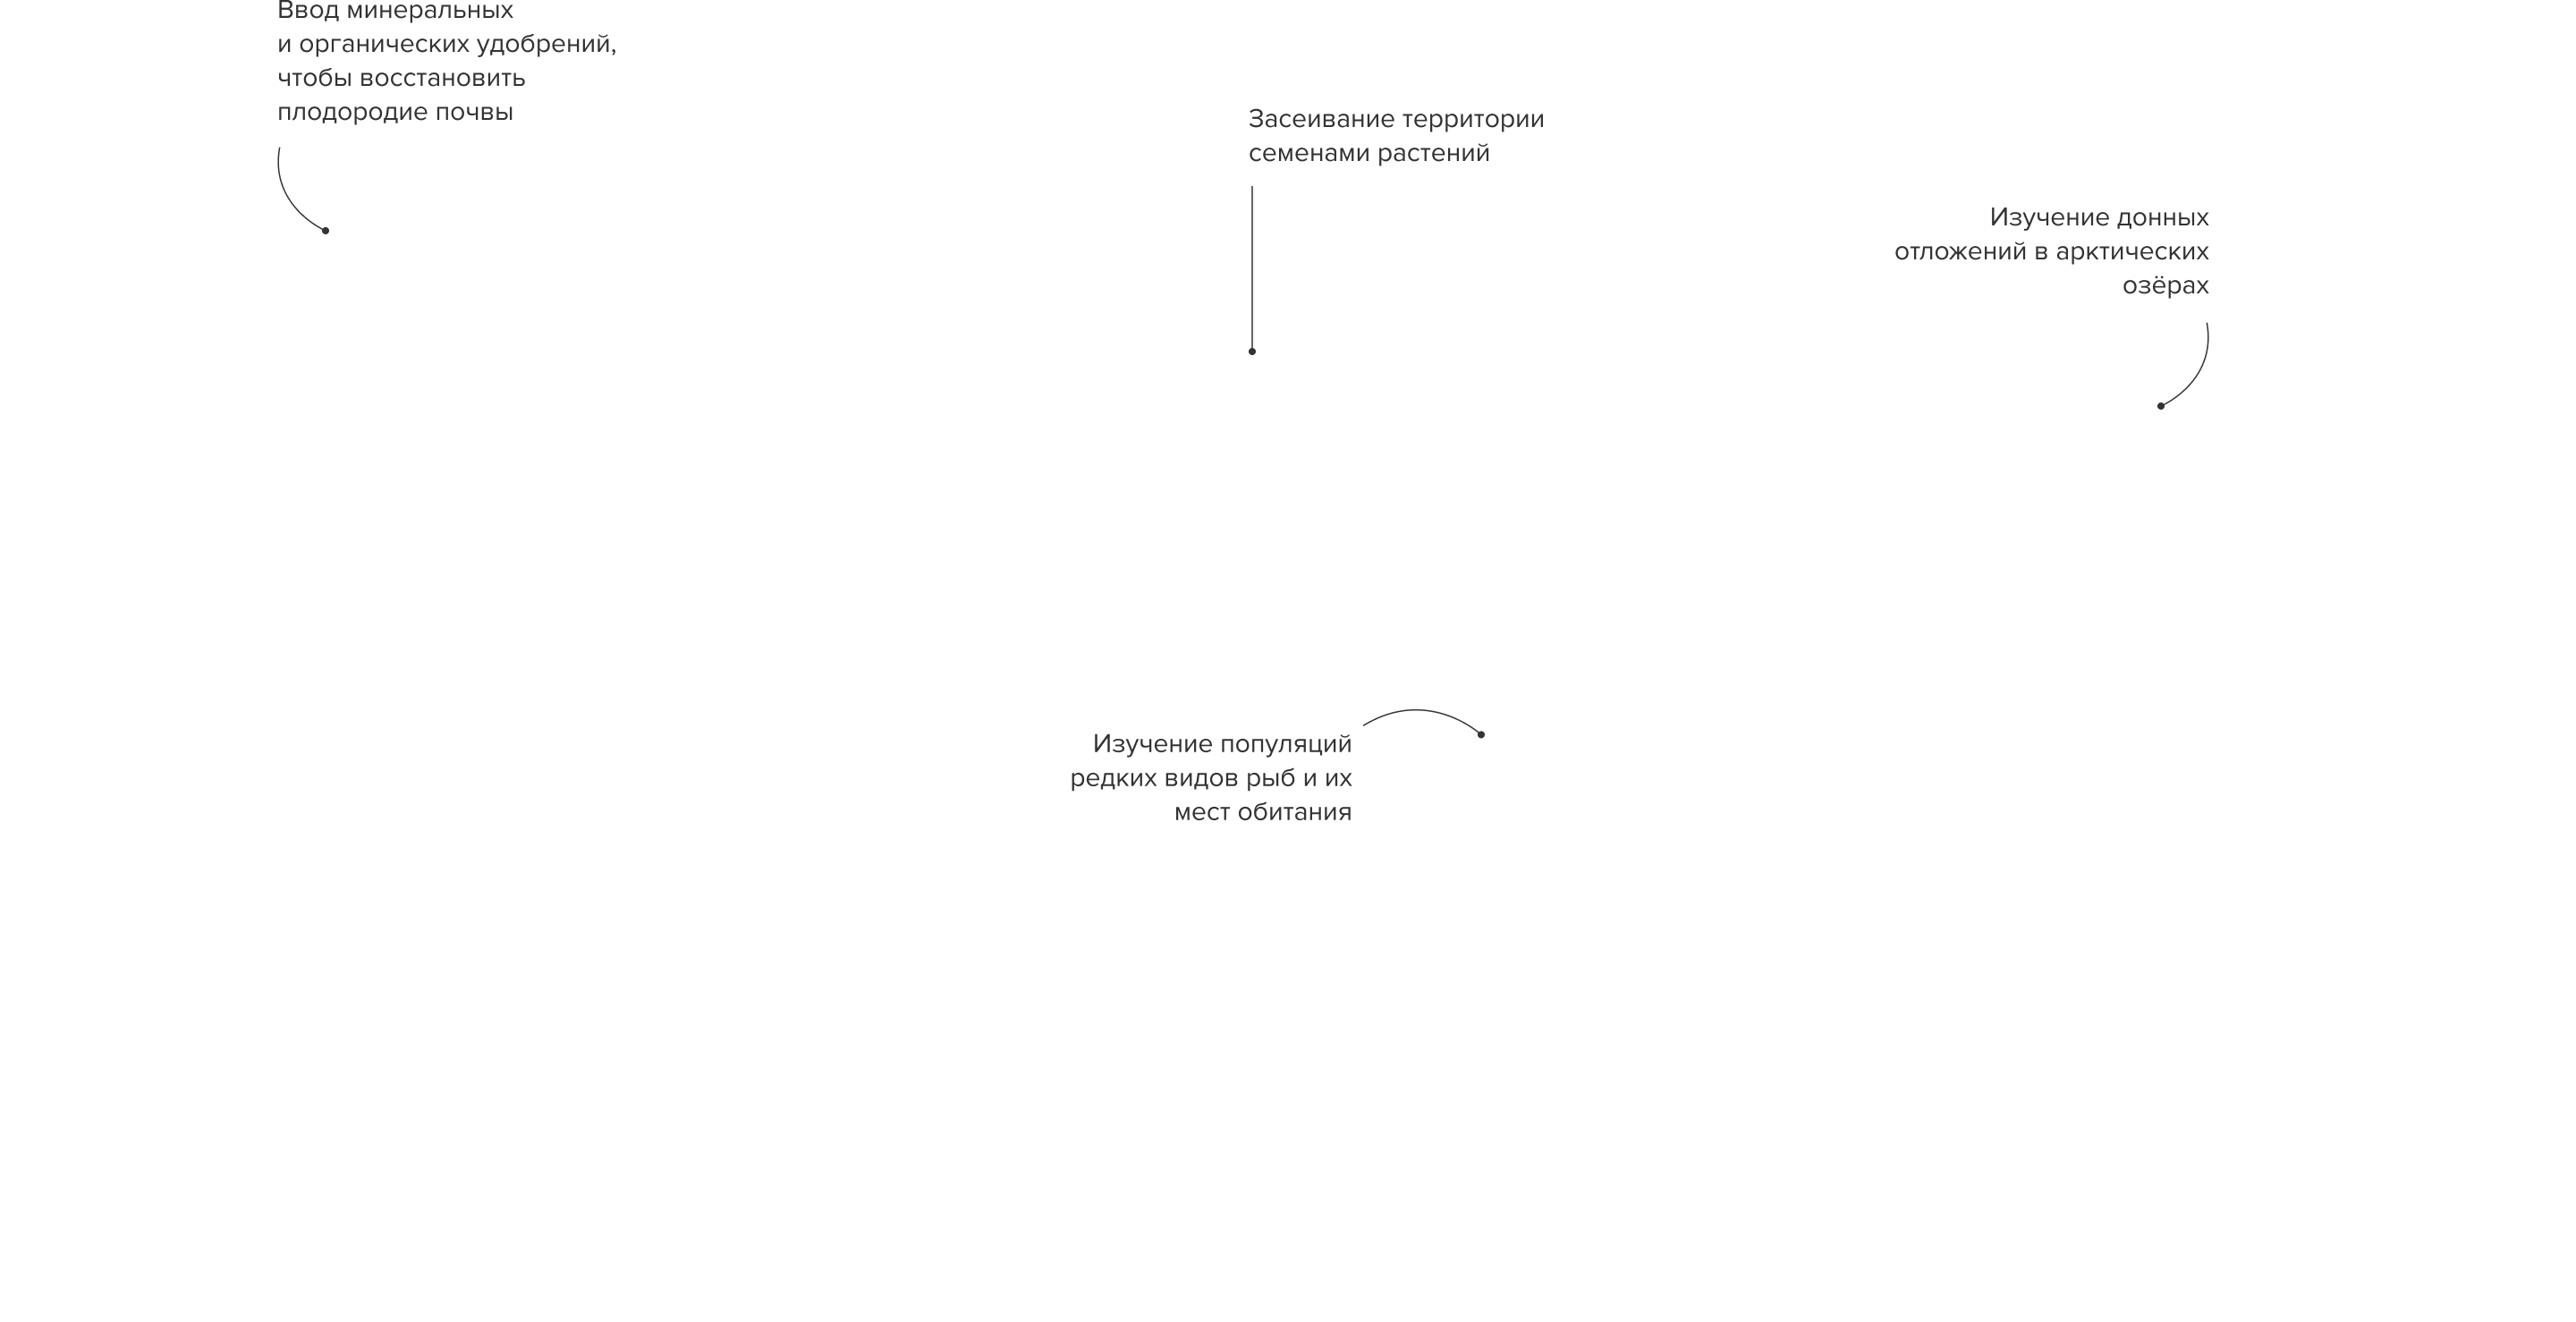 Ввод минеральных
и органических удобрений,
чтобы восстановить
плодородие почвы
Засеивание территории
семенами растений
Изучение донных
отложений в арктических
озёрах
Изучение популяций
редких видов рыб и их
мест обитания